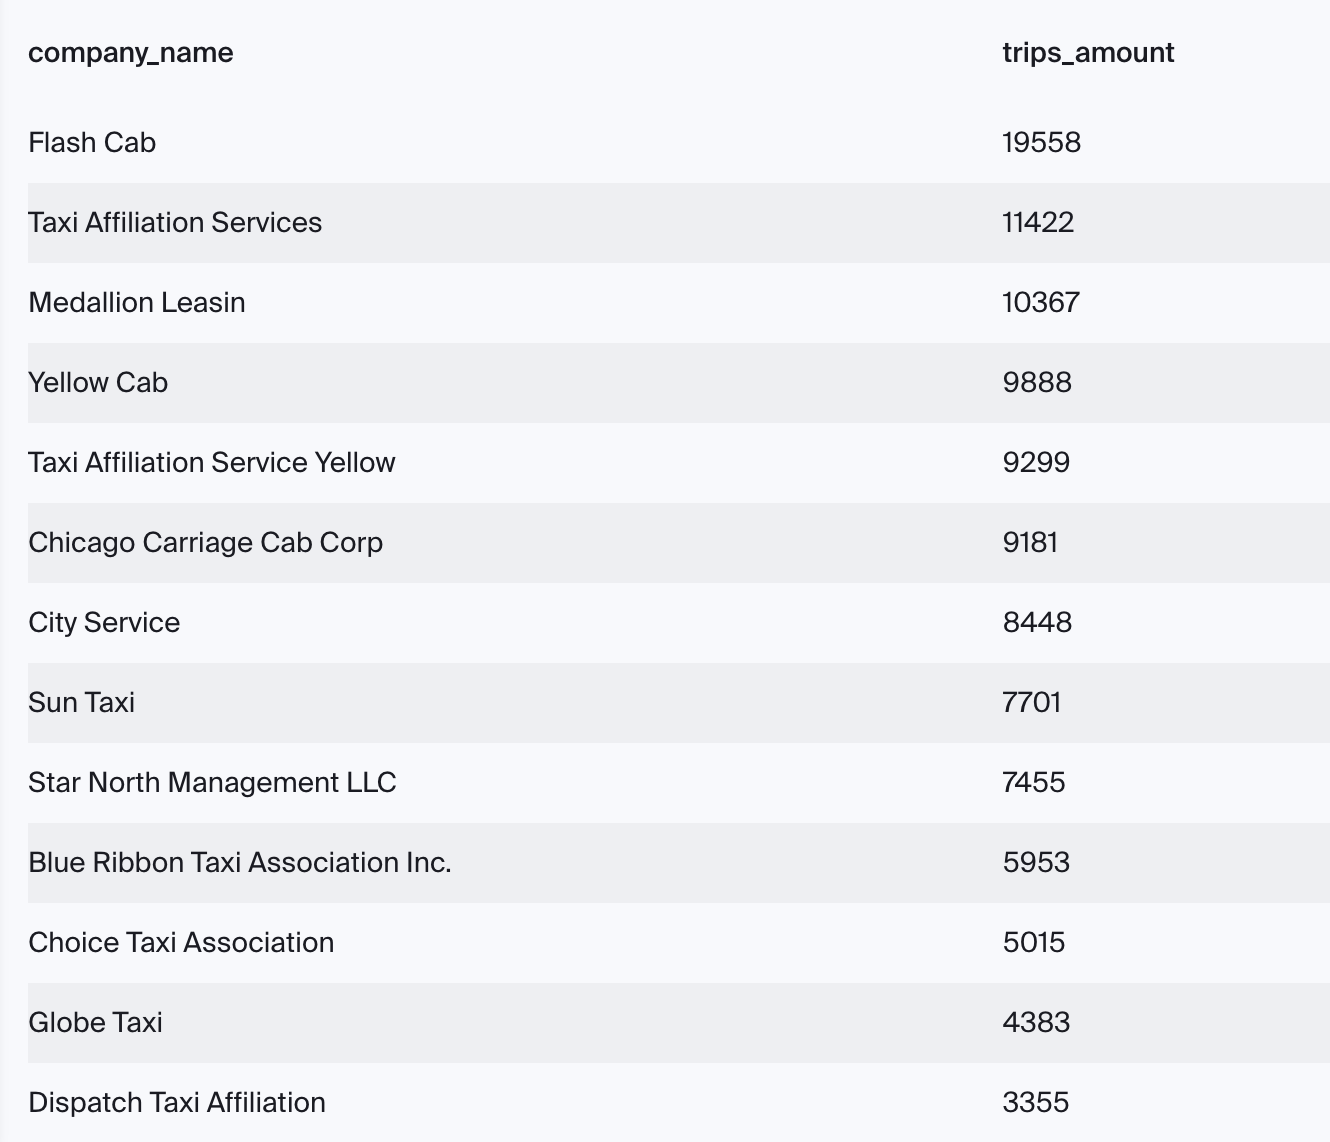 company_name trips_amount
Flash Cab 19558
Taxi Affiliation Services 11422
Medallion Leasin 10367
Yellow Cab 9888
Taxi Affiliation Service Yellow 9299
Chicago Carriage Cab Corp 9181
City Service 8448
Sun Taxi 7701
Star North Management LLC 7455
Blue Ribbon Taxi Association Inc. 5953
Choice Taxi Association 5015
Globe Taxi 4383
Dispatch Taxi Affiliation 3355